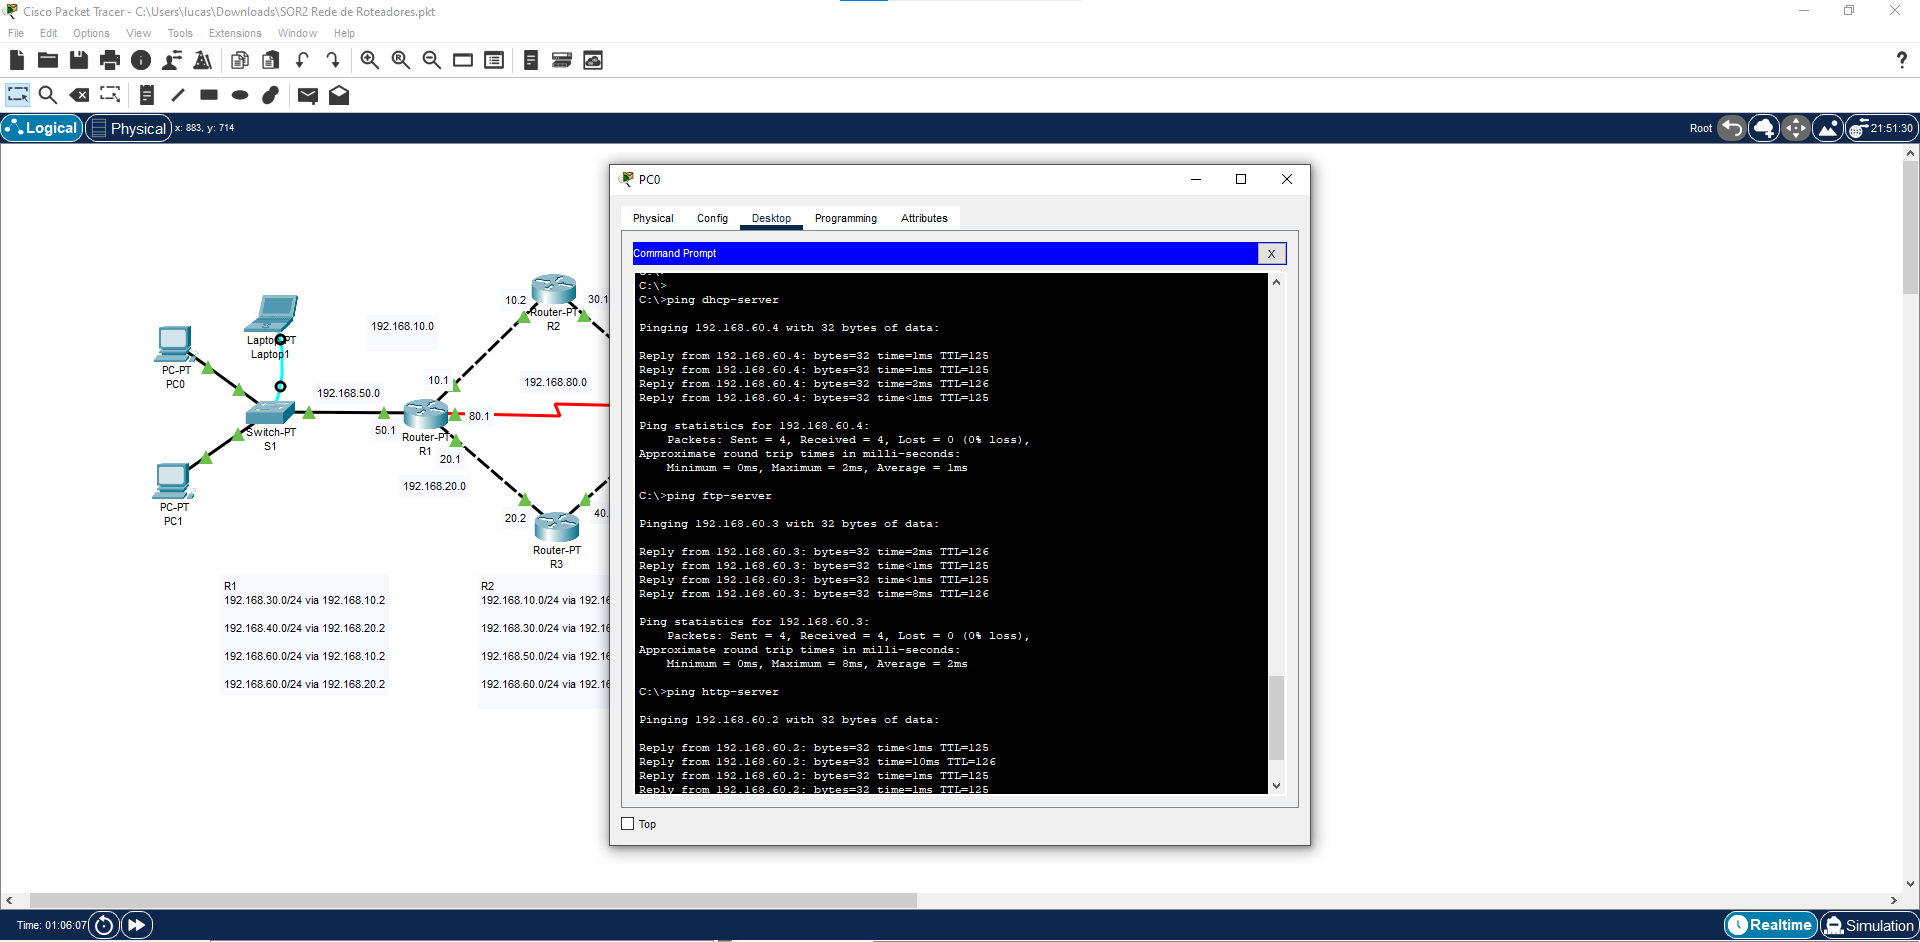 Cisco Packet Tracer - C:\Users\lucas\Downloads\SOR2 Rede de Roteadores.pkt
File Edit Options View Tools Extensions Window Help
?
Logical
Physical
x: 883, y: 714
Root
21:51:30
192.168.10.0
Laptop-PT
Laptop1
PC-PT
PC0
192.168.50.0
Switch-PT
S1
PC-PT
PC1
10.2
30.1
Router-PT
R2
10.1
192.168.80.0
80.1
50.1
Router-PT
R1
20.1
192.168.20.0
20.2
40.
Router-PT
R3
R1
192.168.30.0/24 via 192.168.10.2
192.168.40.0/24 via 192.168.20.2
192.168.60.0/24 via 192.168.10.2
192.168.60.0/24 via 192.168.20.2
R2
192.168.10.0/24 via 192.16
192.168.30.0/24 via 192.16
192.168.50.0/24 via 192.16
192.168.60.0/24 via 192.16
PC0
Physical Config Desktop Programming Attributes
Command Prompt
X
C:\>
C:\>ping dhcp-server
Pinging 192.168.60.4 with 32 bytes of data:
Reply from 192.168.60.4: bytes=32 time=1ms TTL=125
Reply from 192.168.60.4: bytes=32 time=1ms TTL=125
Reply from 192.168.60.4: bytes=32 time=2ms TTL=126
Reply from 192.168.60.4: bytes=32 time<1ms TTL=125
Ping statistics for 192.168.60.4:
Packets: Sent = 4, Received = 4, Lost = 0 (0% loss),
Approximate round trip times in milli-seconds:
Minimum = 0ms, Maximum = 2ms, Average = 1ms
C:\>ping ftp-server
Pinging 192.168.60.3 with 32 bytes of data:
Reply from 192.168.60.3: bytes=32 time=2ms TTL=126
Reply from 192.168.60.3: bytes=32 time<1ms TTL=125
Reply from 192.168.60.3: bytes=32 time<1ms TTL=125
Reply from 192.168.60.3: bytes=32 time=8ms TTL=126
Ping statistics for 192.168.60.3:
Packets: Sent = 4, Received = 4, Lost = 0 (0% loss),
Approximate round trip times in milli-seconds:
Minimum = 0ms, Maximum = 8ms, Average = 2ms
C:\>ping http-server
Pinging 192.168.60.2 with 32 bytes of data:
Reply from 192.168.60.2: bytes=32 time<1ms TTL=125
Reply from 192.168.60.2: bytes=32 time=10ms TTL=126
Reply from 192.168.60.2: bytes=32 time=1ms TTL=125
Reply from 192.168.60.2: bytes=32 time=1ms TTL=125
Top
Time: 01:06:07
Realtime
Simulation